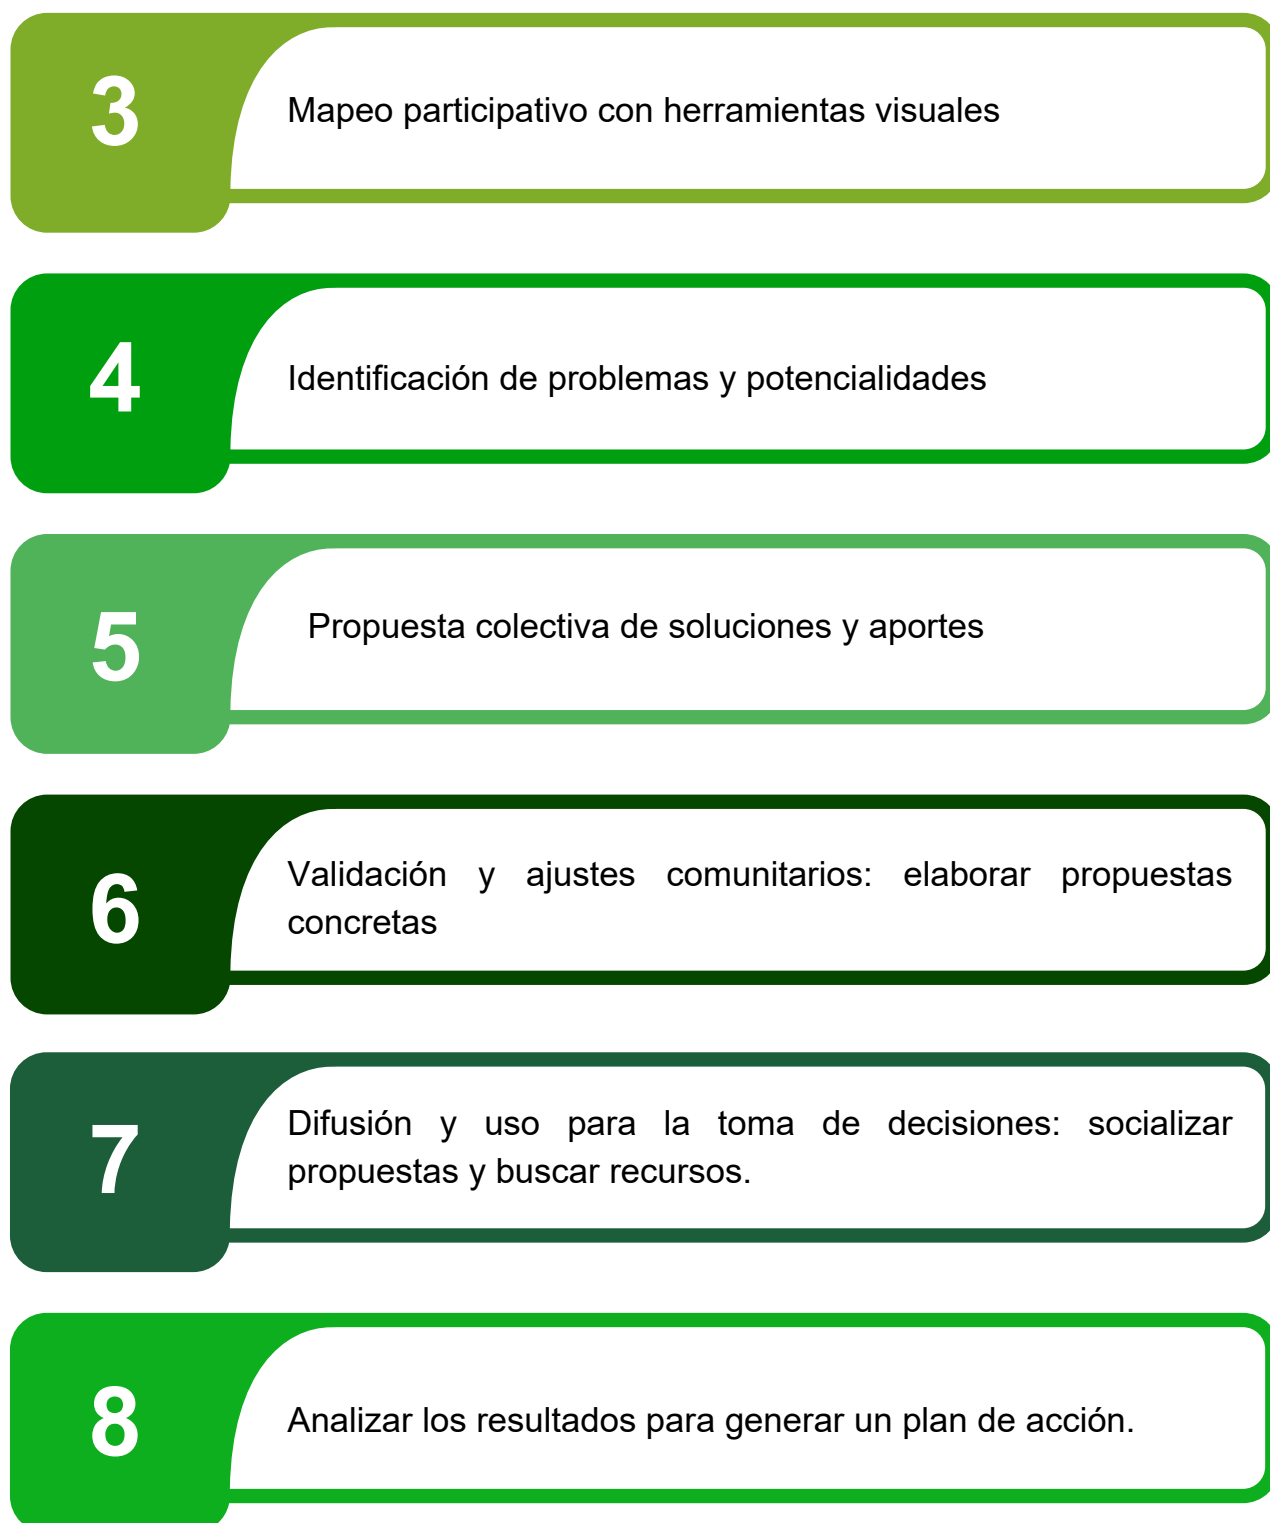 3
Mapeo participativo con herramientas visuales
4
Identificación de problemas y potencialidades
5
Propuesta colectiva de soluciones y aportes
6
Validación y ajustes comunitarios: elaborar propuestas
concretas
7
Difusión y uso para la toma de decisiones: socializar
propuestas y buscar recursos.
8
Analizar los resultados para generar un plan de acción.